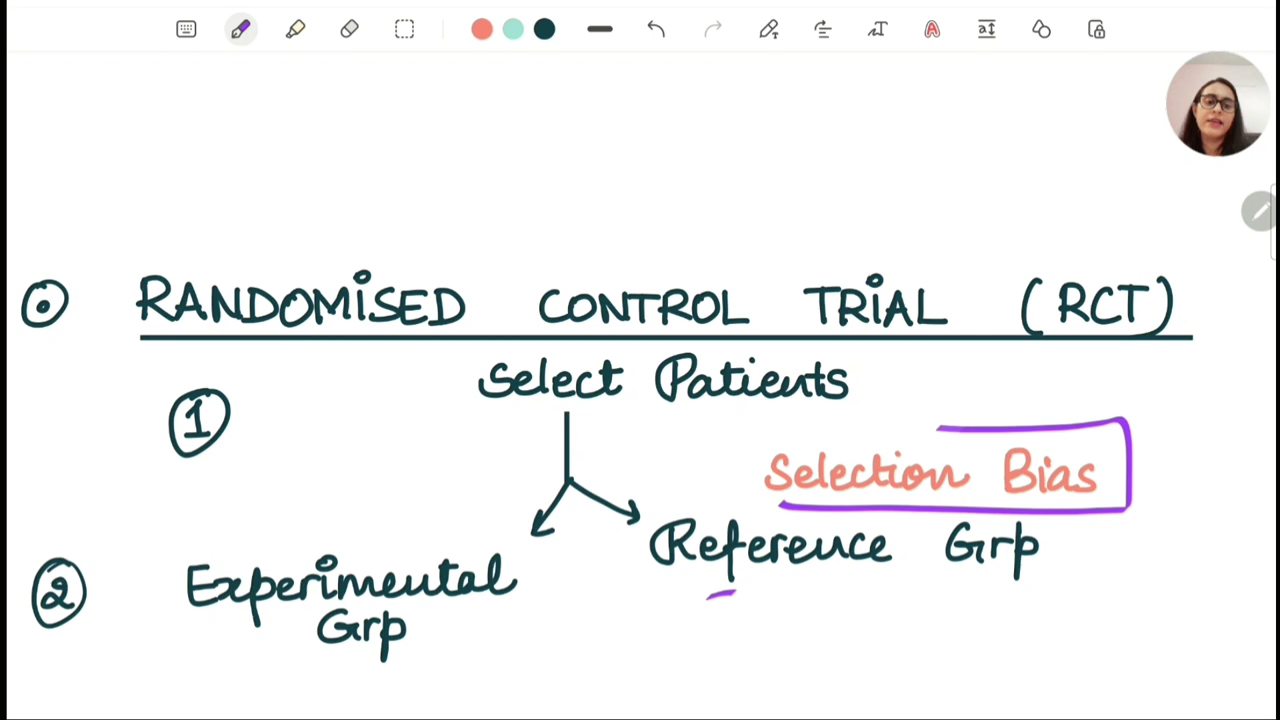 ⊙ RANDOMiSED CONTROL TRiAL (RCT)
Select Patients
①
Selection Bias
Reference Grp
② Experimental
Grp